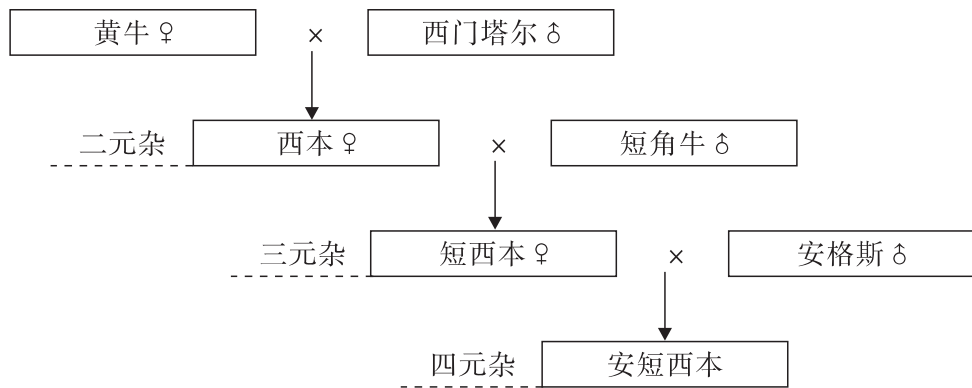 黄牛♀ × 西门塔尔♂
二元杂 西本♀ × 短角牛♂
三元杂 短西本♀ × 安格斯♂
四元杂 安短西本